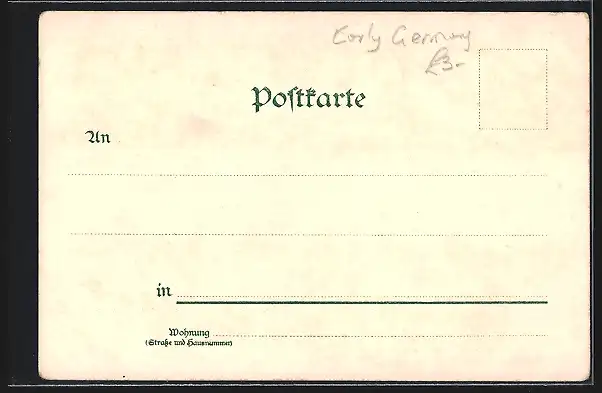 Early Germany
£3-
Postkarte
An
in
Wohnung
(Straße und Hausnummer)